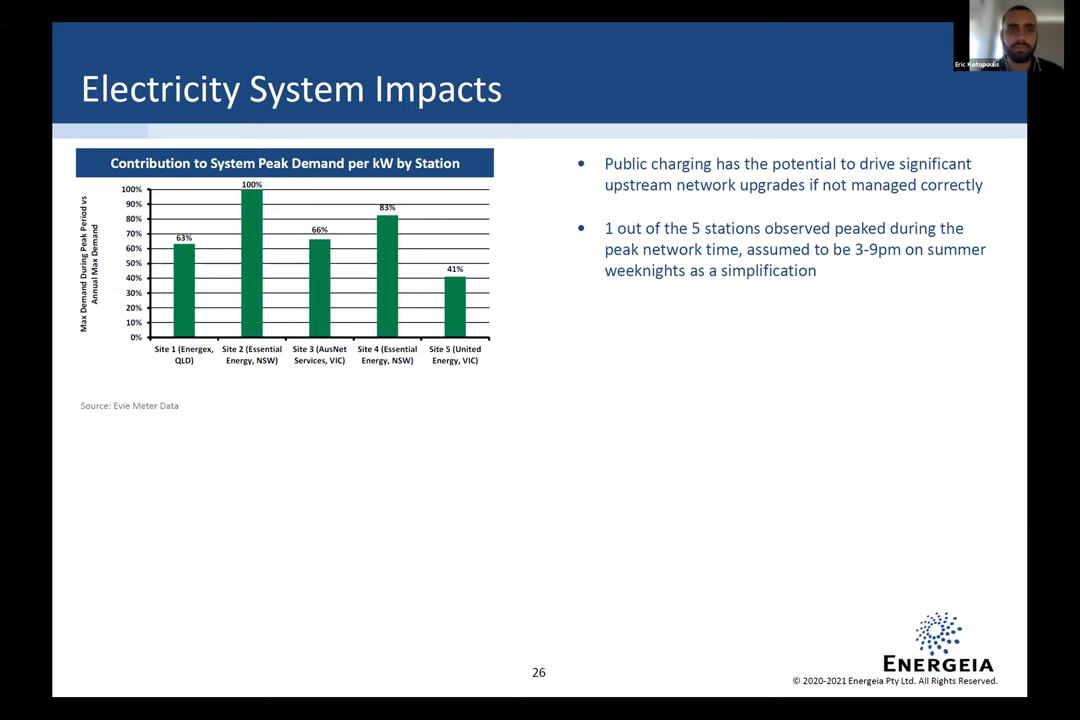 Eric Kotopoulis
Electricity System Impacts
Contribution to System Peak Demand per kW by Station
Max Demand During Peak Period vs
Annual Max Demand
100%
90%
80%
70%
60%
50%
40%
30%
20%
10%
0%
63%
100%
66%
83%
41%
Site 1 (Energex,
QLD)
Site 2 (Essential
Energy, NSW)
Site 3 (AusNet
Services, VIC)
Site 4 (Essential
Energy, NSW)
Site 5 (United
Energy, VIC)
Source: Evie Meter Data
• Public charging has the potential to drive significant
upstream network upgrades if not managed correctly
• 1 out of the 5 stations observed peaked during the
peak network time, assumed to be 3-9pm on summer
weeknights as a simplification
26
ENERGEIA
© 2020-2021 Energeia Pty Ltd. All Rights Reserved.